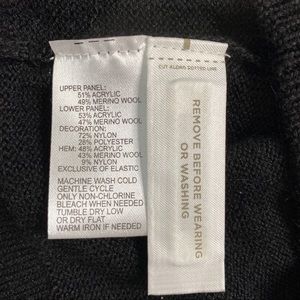 UPPER PANEL:
51% ACRYLIC
49% MERINO WOOL
LOWER PANEL:
53% ACRYLIC
47% MERINO WOOL
DECORATION:
72% NYLON
28% POLYESTER
HEM: 48% ACRYLIC
43% MERINO WOOL
9% NYLON
EXCLUSIVE OF ELASTIC
MACHINE WASH COLD
GENTLE CYCLE
ONLY NON-CHLORINE
BLEACH WHEN NEEDED
TUMBLE DRY LOW
OR DRY FLAT
WARM IRON IF NEEDED
CUT ALONG DOTTED LINE
REMOVE BEFORE WEARING
OR WASHING